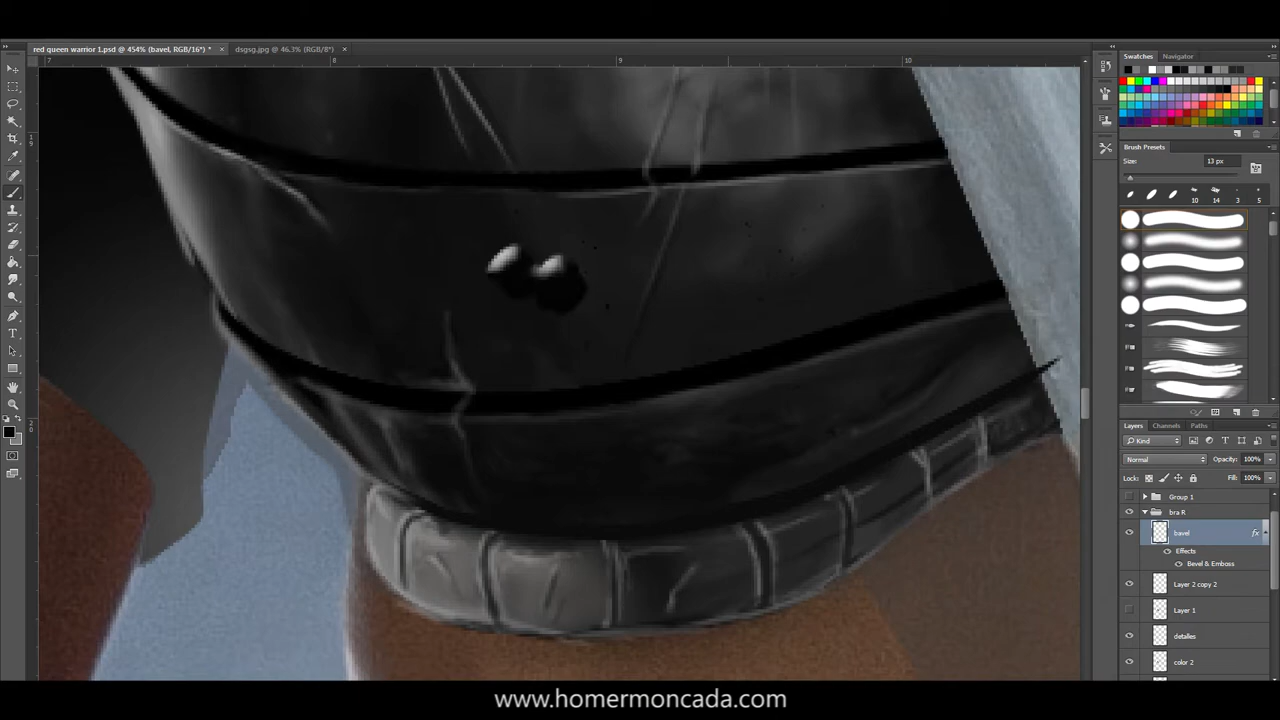 red queen warrior 1.psd @ 454% (bavel, RGB/16*) *
dsgsg.jpg @ 46.3% (RGB/8*)
7
8
9
10
Swatches
Navigator
Brush Presets
Size:
13 px
10
14
3
5
Layers
Channels
Paths
Kind
Normal
Opacity:
100%
Lock:
Fill:
100%
Group 1
bra R
bavel
fx
Effects
Bevel & Emboss
Layer 2 copy 2
Layer 1
detalles
color 2
www.homermoncada.com